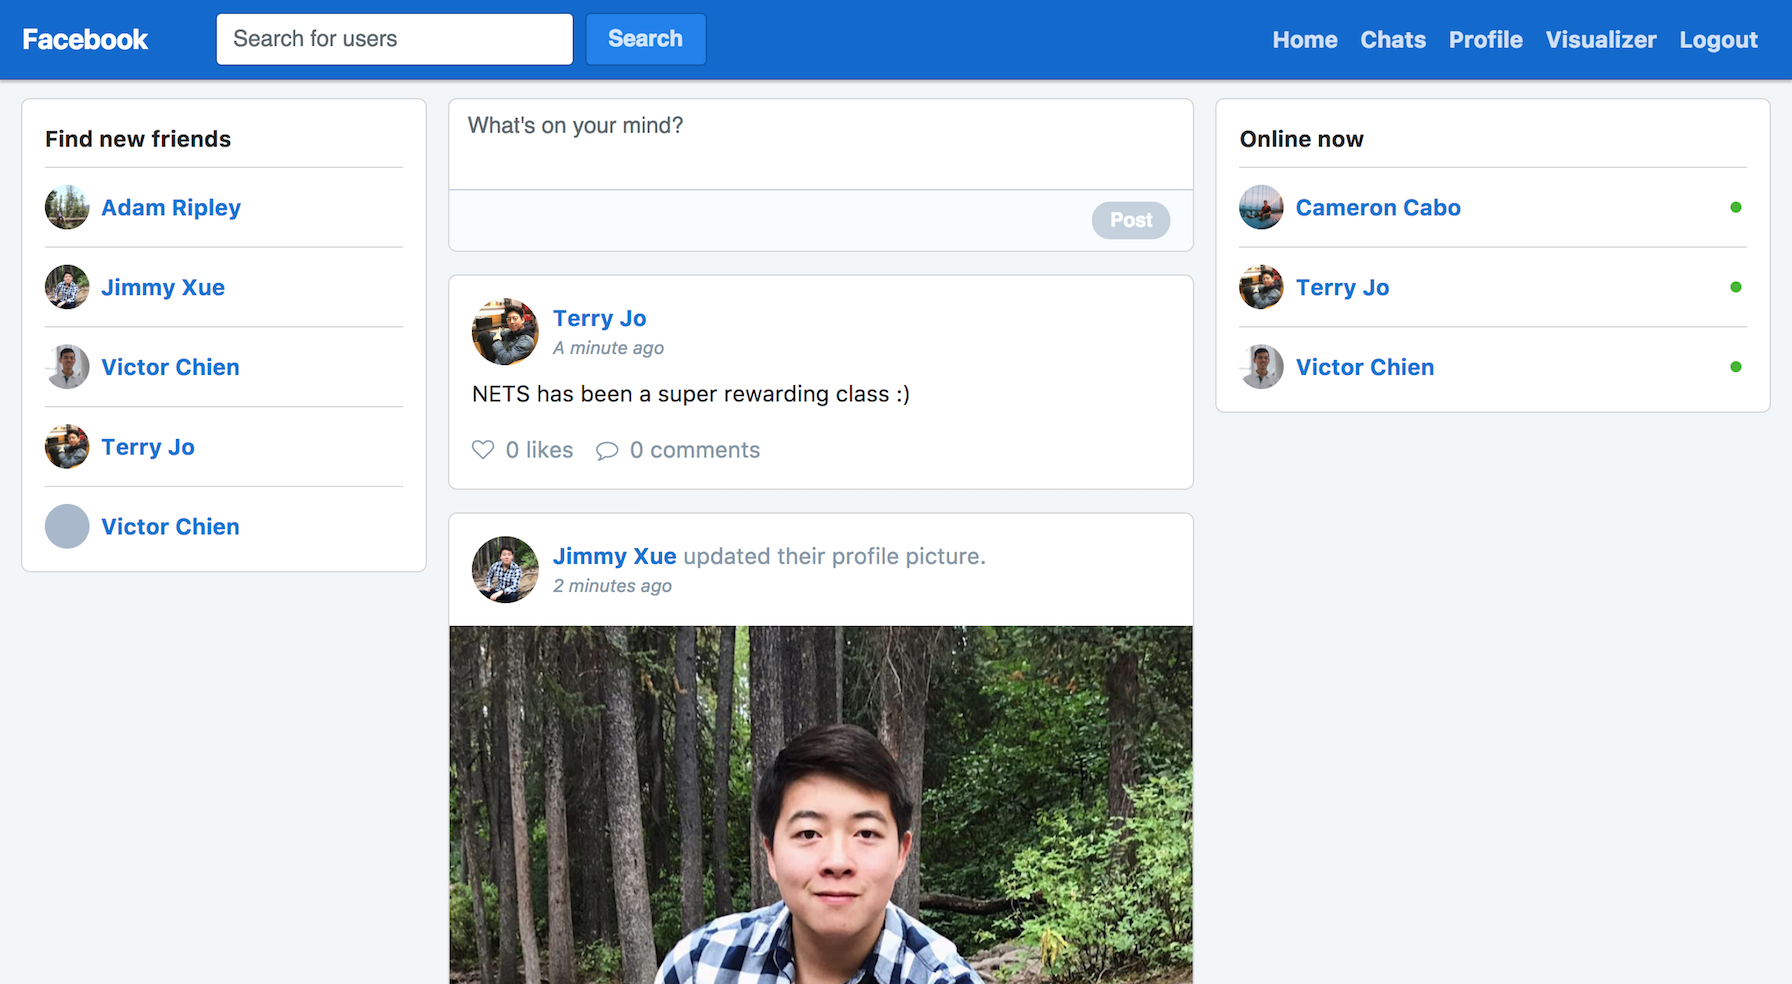 Facebook
Search for users
Search
Home Chats Profile Visualizer Logout
Find new friends
Adam Ripley
Jimmy Xue
Victor Chien
Terry Jo
Victor Chien
What's on your mind?
Post
Terry Jo
A minute ago
NETS has been a super rewarding class :)
0 likes 0 comments
Jimmy Xue updated their profile picture.
2 minutes ago
Online now
Cameron Cabo
Terry Jo
Victor Chien